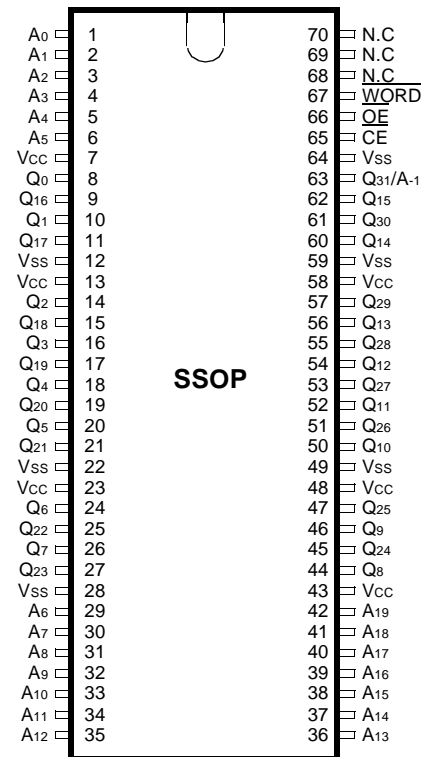 A0 1 70 N.C
A1 2 69 N.C
A2 3 68 N.C
A3 4 67 WORD
A4 5 66 OE
A5 6 65 CE
VCC 7 64 VSS
Q0 8 63 Q31/A-1
Q16 9 62 Q15
Q1 10 61 Q30
Q17 11 60 Q14
VSS 12 59 VSS
VCC 13 58 VCC
Q2 14 57 Q29
Q18 15 56 Q13
Q3 16 55 Q28
Q19 17 54 Q12
SSOP
Q4 18 53 Q27
Q20 19 52 Q11
Q5 20 51 Q26
Q21 21 50 Q10
VSS 22 49 VSS
VCC 23 48 VCC
Q6 24 47 Q25
Q22 25 46 Q9
Q7 26 45 Q24
Q23 27 44 Q8
VSS 28 43 VCC
A6 29 42 A19
A7 30 41 A18
A8 31 40 A17
A9 32 39 A16
A10 33 38 A15
A11 34 37 A14
A12 35 36 A13